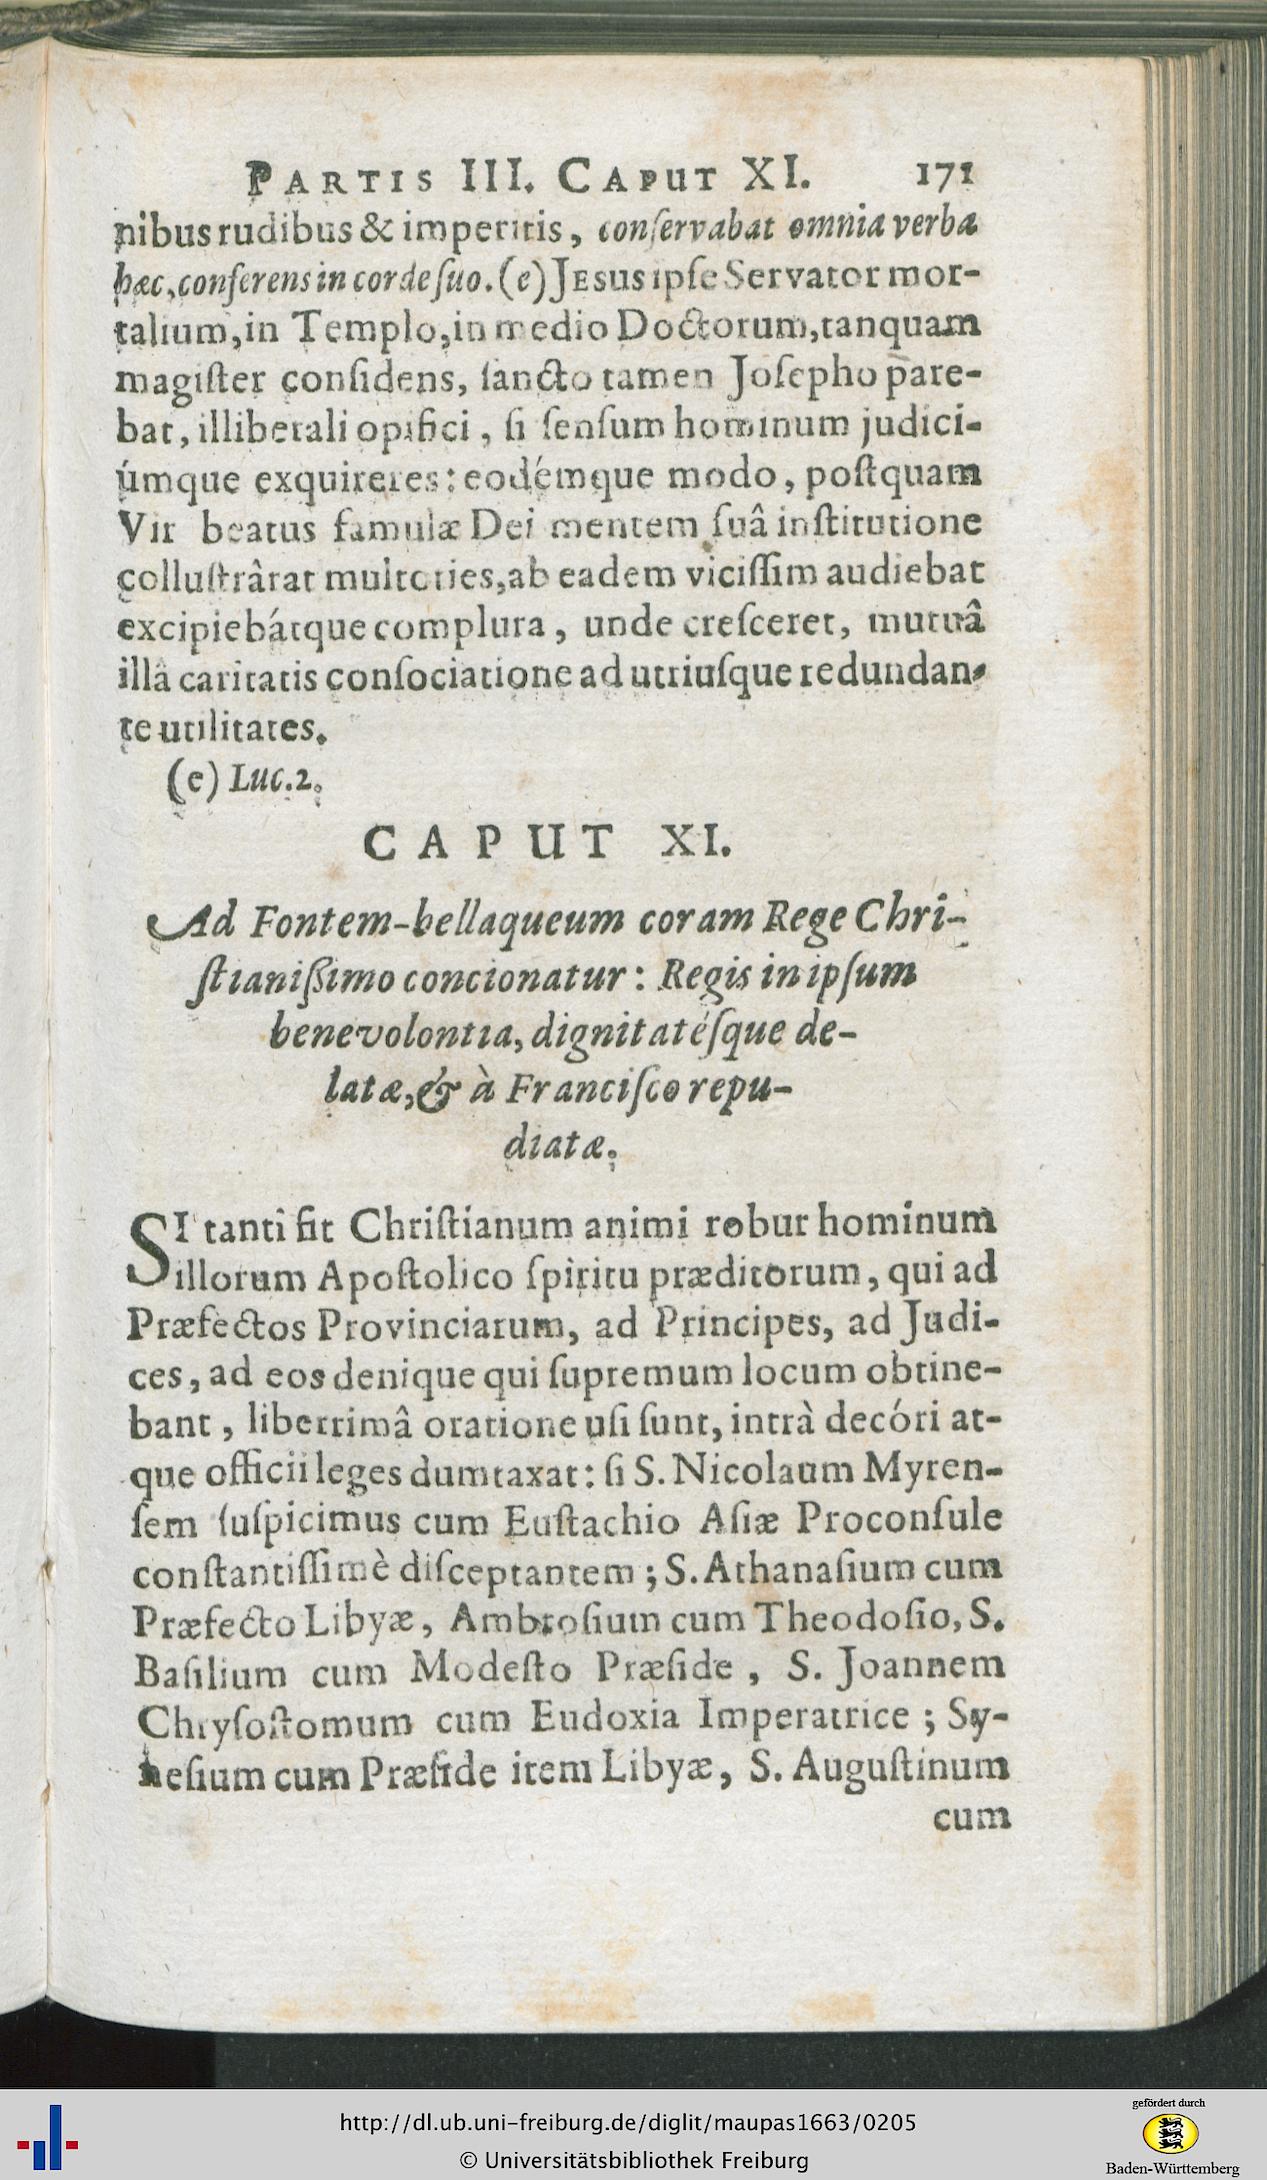 PARTIS III. CAPUT XI. 171
nibus rudibus & imperitis, conſervabat omnia verba
hæc, conferens in corde ſuo. (e) JESUS ipſe Servator mor-
talium, in Templo, in medio Doctorum, tanquam
magiſter conſidens, ſancto tamen Joſepho pare-
bat, illiberali opifici, ſi ſenſum hominum judici-
úmque exquireres: eodémque modo, poſtquam
Vir beatus famulæ Dei mentem ſuâ inſtitutione
colluſtrârat multoties, ab eadem viciſſim audiebat
excipiebátque complura, unde creſceret, mutuâ
illâ caritatis conſociatione ad utriuſque redundan-
te utilitates.
(e) Luc. 2.
CAPUT XI.
Ad Fontem-bellaqueum coram Rege Chri-
ſtianißimo concionatur: Regis in ipſum
benevolontia, dignitatéſque de-
latæ, & à Franciſco repu-
diatæ.
SI tanti fit Chriſtianum animi robur hominum
illorum Apoſtolico ſpiritu præditorum, qui ad
Præfectos Provinciarum, ad Principes, ad Judi-
ces, ad eos denique qui ſupremum locum obtine-
bant, liberrimâ oratione uſi ſunt, intrà decóri at-
que officii leges dumtaxat: ſi S. Nicolaum Myren-
ſem ſuſpicimus cum Euſtachio Aſiæ Proconſule
conſtantiſſimè diſceptantem; S. Athanaſium cum
Præfecto Libyæ, Ambroſium cum Theodoſio, S.
Baſilium cum Modeſto Præſide, S. Joannem
Chryſoſtomum cum Eudoxia Imperatrice; Sy-
neſium cum Præſide item Libyæ, S. Auguſtinum
cum
http://dl.ub.uni-freiburg.de/diglit/maupas1663/0205
© Universitätsbibliothek Freiburg
gefördert durch
Baden-Württemberg